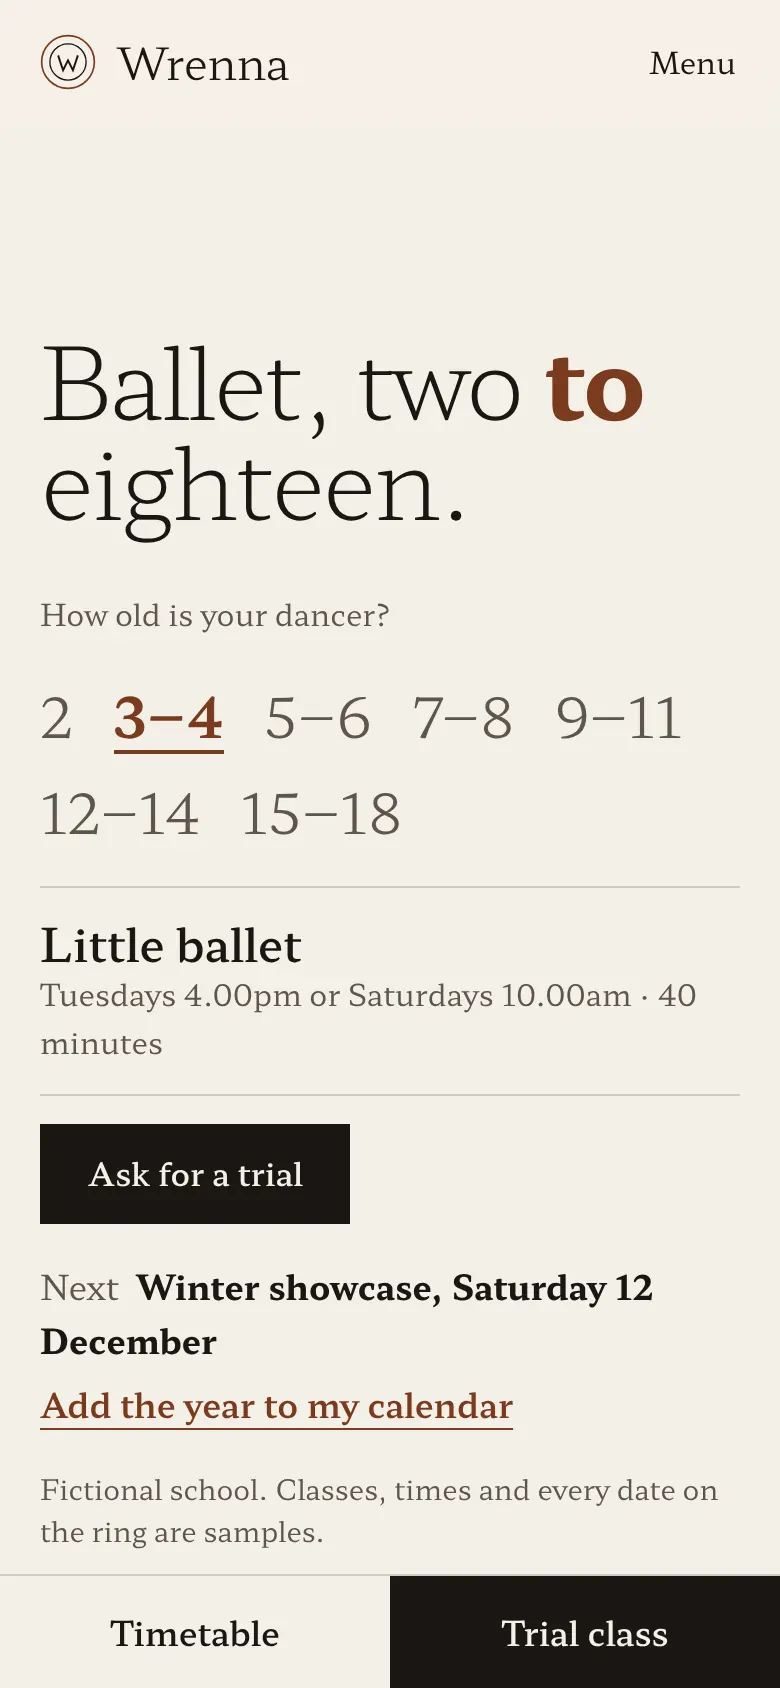 W Wrenna Menu
Ballet, two to
eighteen.
How old is your dancer?
2 3–4 5–6 7–8 9–11
12–14 15–18
Little ballet
Tuesdays 4.00pm or Saturdays 10.00am · 40
minutes
Ask for a trial
Next Winter showcase, Saturday 12
December
Add the year to my calendar
Fictional school. Classes, times and every date on
the ring are samples.
Timetable Trial class